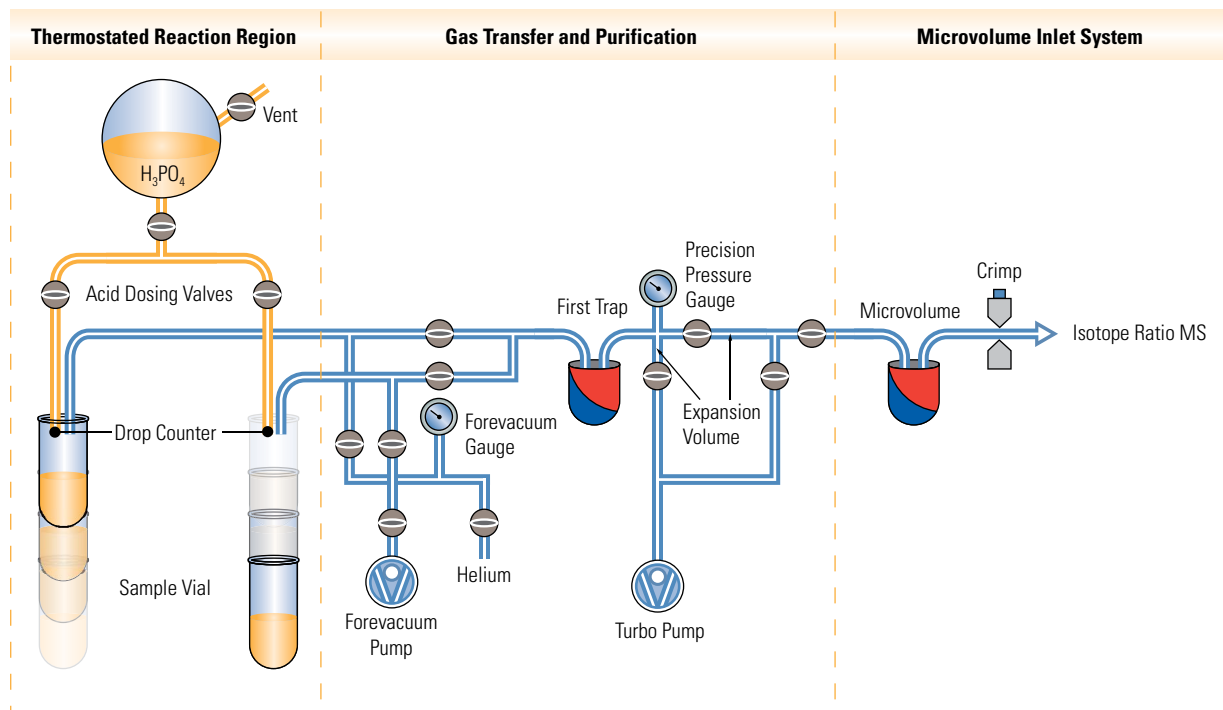 Thermostated Reaction Region
Gas Transfer and Purification
Microvolume Inlet System
Vent
H₃PO₄
Acid Dosing Valves
Drop Counter
Sample Vial
Forevacuum
Gauge
Helium
Forevacuum
Pump
First Trap
Precision
Pressure
Gauge
Expansion
Volume
Turbo Pump
Microvolume
Crimp
Isotope Ratio MS